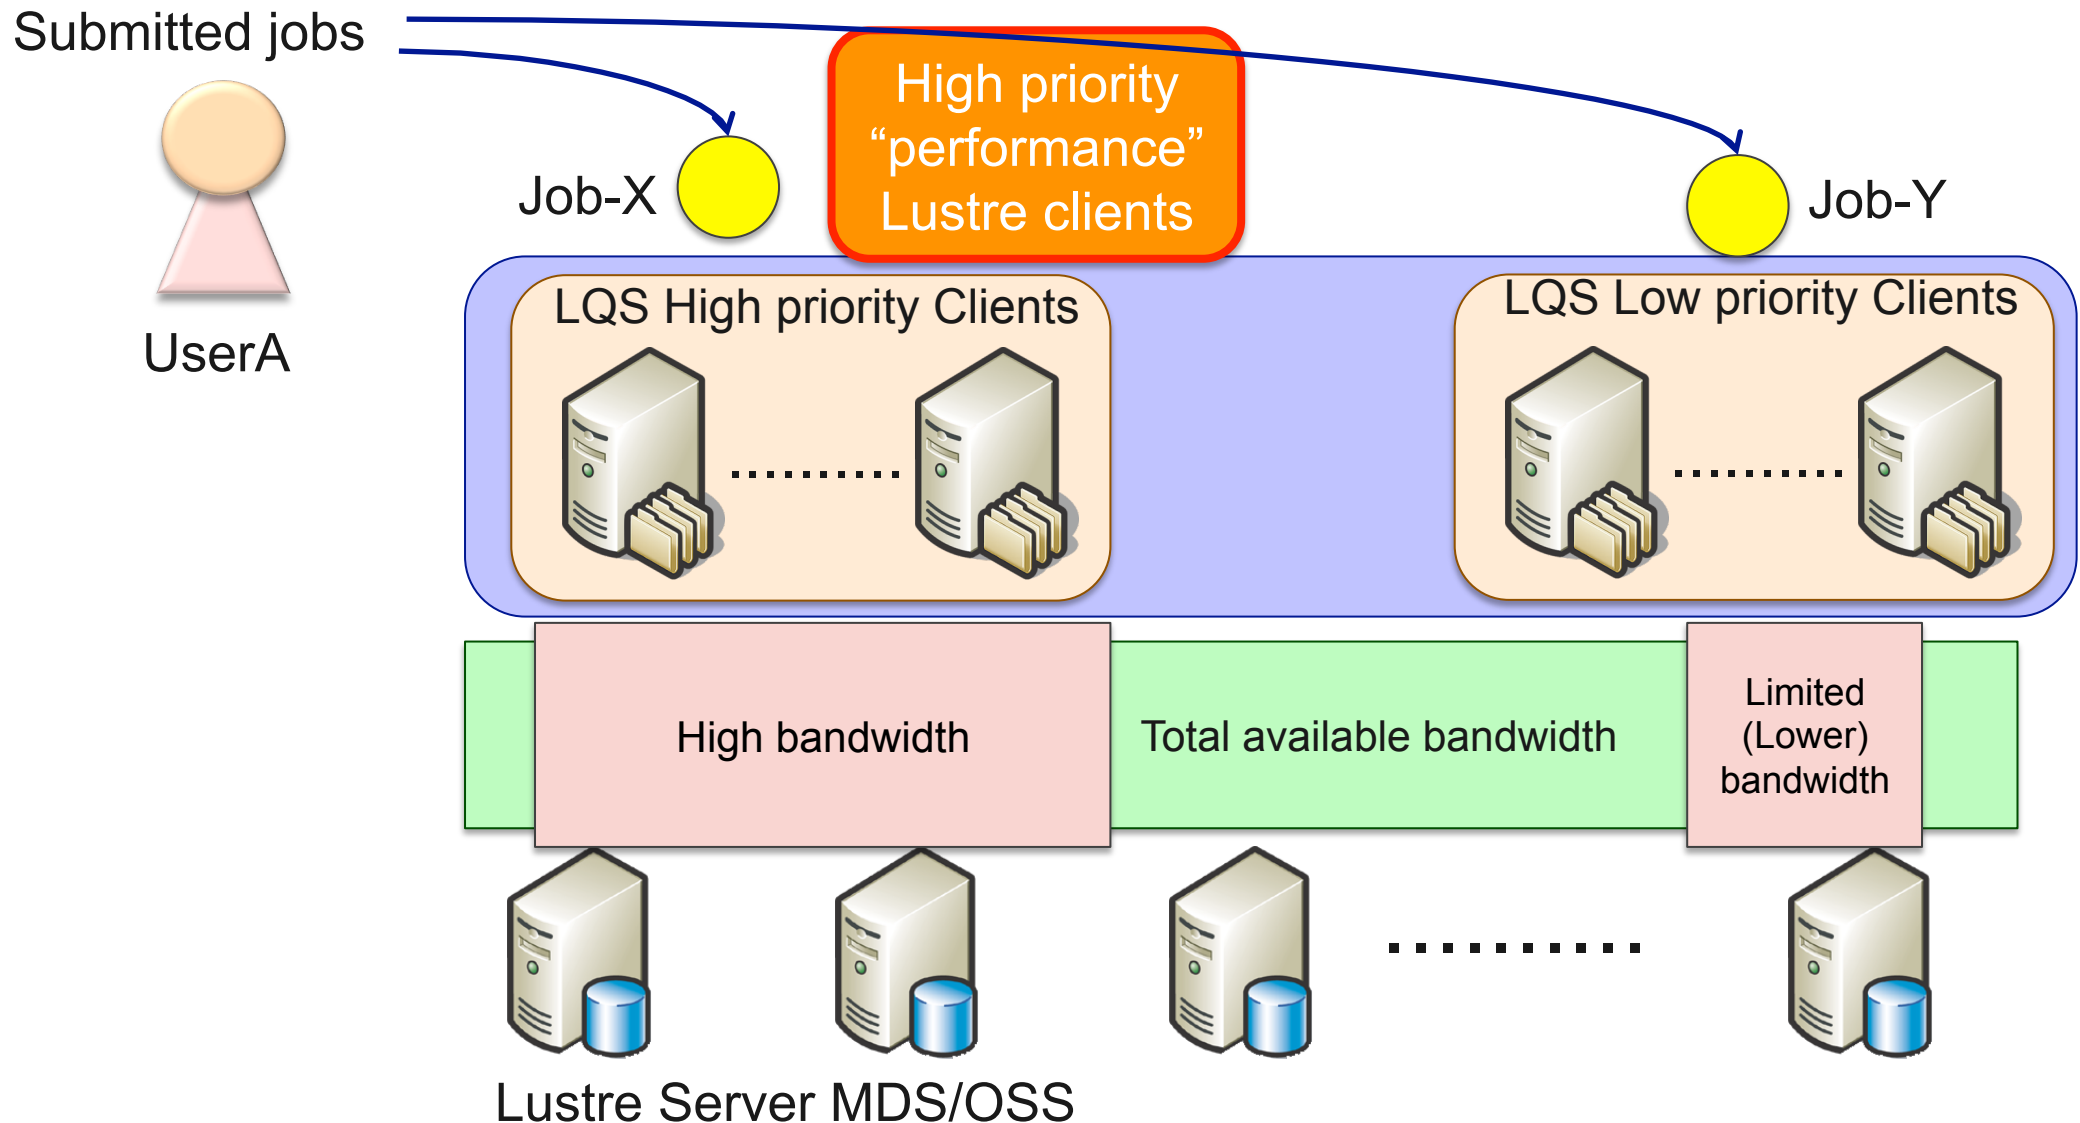 Submitted jobs
UserA
Job-X
High priority
“performance”
Lustre clients
Job-Y
LQS High priority Clients
LQS Low priority Clients
High bandwidth
Total available bandwidth
Limited
(Lower)
bandwidth
Lustre Server MDS/OSS